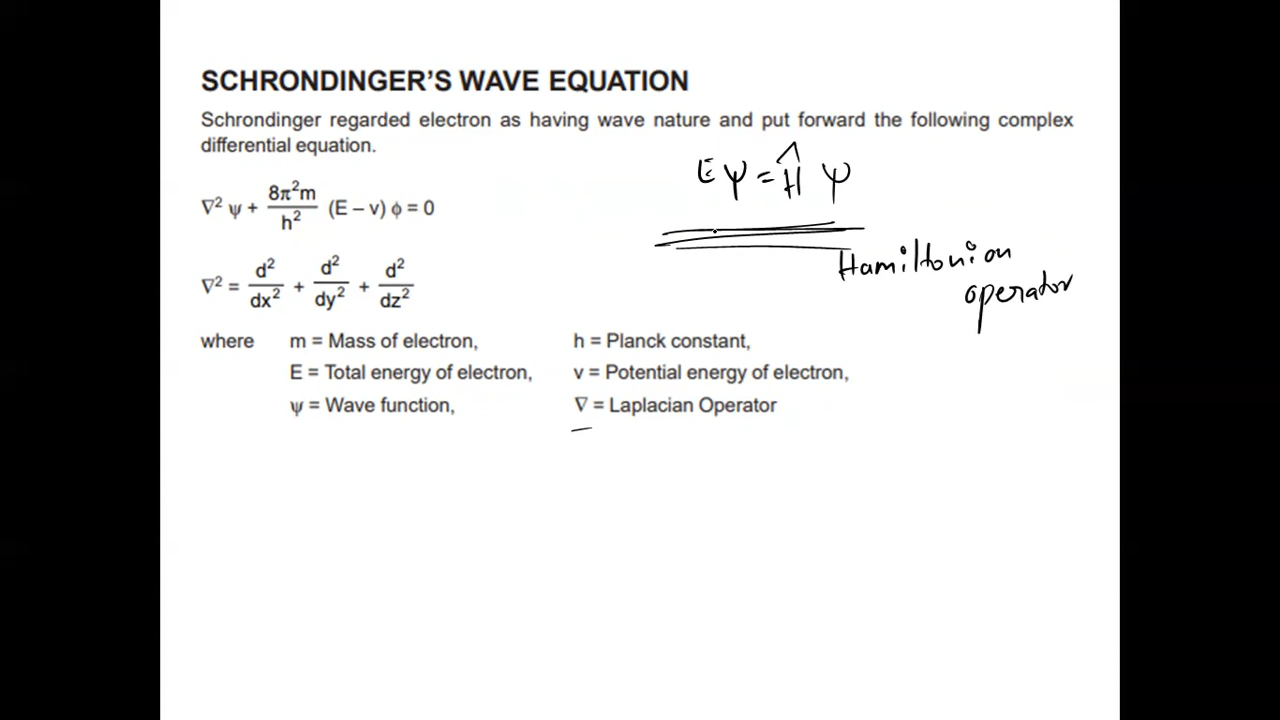 SCHRONDINGER'S WAVE EQUATION
Schrondinger regarded electron as having wave nature and put forward the following complex
differential equation.
Eψ = Ĥ ψ
∇² ψ + 8π²m/h² (E – v) ϕ = 0
Hamiltonion
operator
∇² = d²/dx² + d²/dy² + d²/dz²
where m = Mass of electron, h = Planck constant,
E = Total energy of electron, v = Potential energy of electron,
ψ = Wave function, ∇ = Laplacian Operator